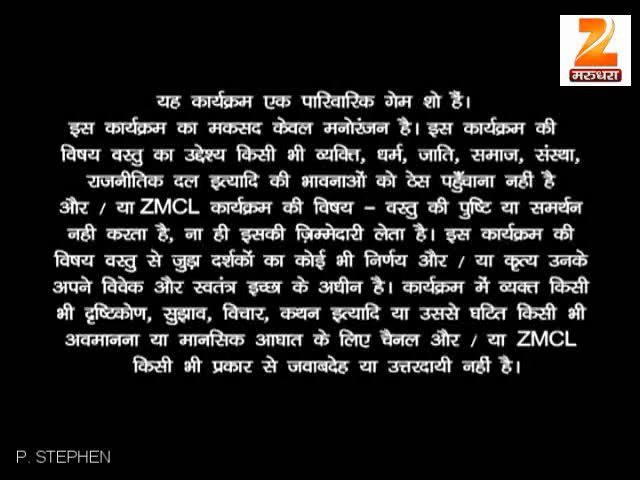 मरुधरा
यह कार्यक्रम एक पारिवारिक गेम शो हैं।
इस कार्यक्रम का मकसद केवल मनोरंजन है। इस कार्यक्रम की
विषय वस्तु का उद्देश्य किसी भी व्यक्ति, धर्म, जाति, समाज, संस्था,
राजनीतिक दल इत्यादि की भावनाओं को ठेस पहुँवाना नहीं है
और / या ZMCL कार्यक्रम की विषय – वस्तु की पुष्टि या समर्थन
नही करता है, ना ही इसकी ज़िम्मेदारी लेता है। इस कार्यक्रम की
विषय वस्तु से जुझ दर्शकों का कोई भी निर्णय और / या कृत्य उनके
अपने विवेक और स्वतंत्र इच्छा के अधीन है। कार्यक्रम में व्यक्त किसी
भी दृष्टिकोण, सुझाव, विचार, कथन इत्यादि या उससे घटित किसी भी
अवमानना या मानसिक आघात के लिए चैनल और / या ZMCL
किसी भी प्रकार से जवाबदेह या उत्तरदायी नहीं है।
P. STEPHEN